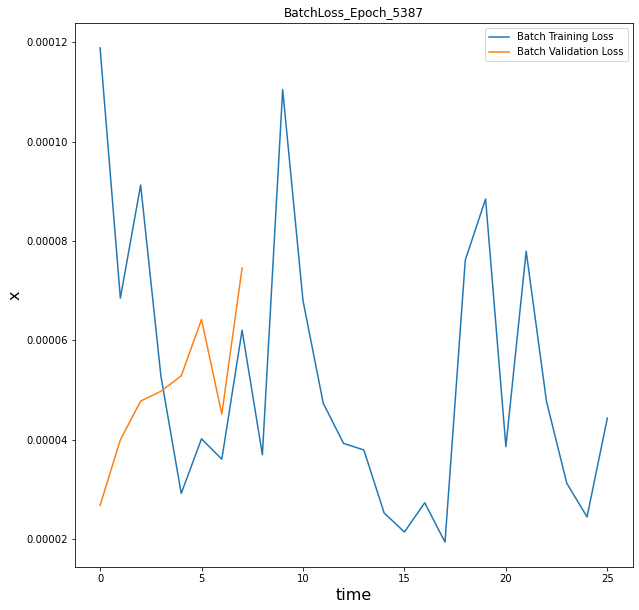 BatchLoss_Epoch_5387
Batch Training Loss
Batch Validation Loss
0.00012
0.00010
0.00008
0.00006
0.00004
0.00002
x
0 5 10 15 20 25
time